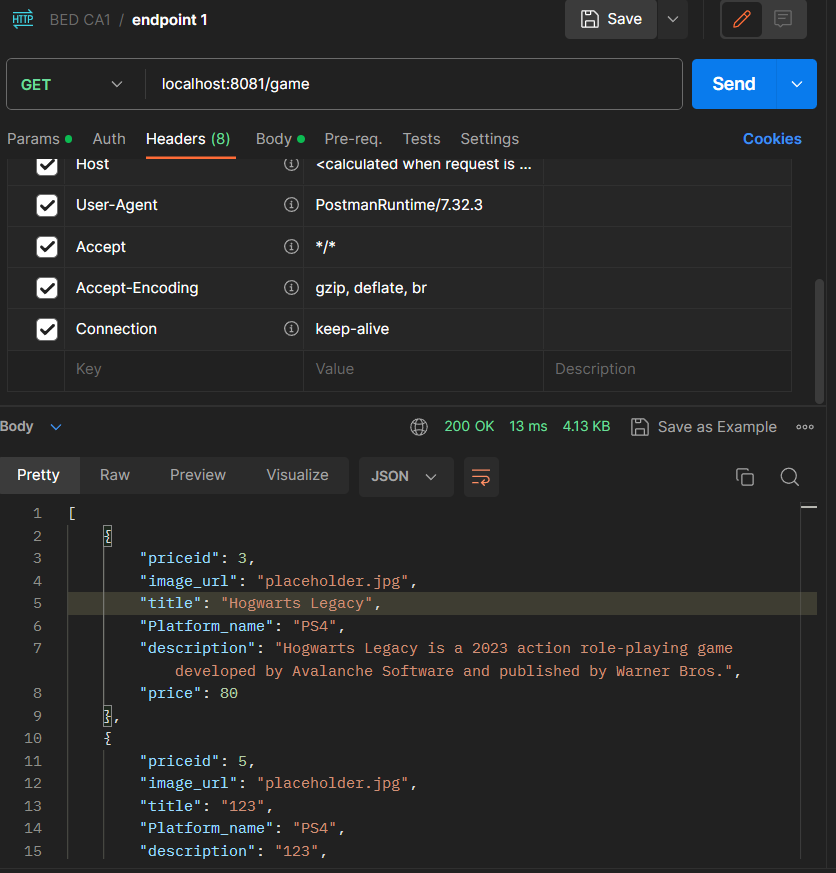 HTTP BED CA1 / endpoint 1 Save
GET localhost:8081/game Send
Params Auth Headers (8) Body Pre-req. Tests Settings Cookies
Host <calculated when request is ...
User-Agent PostmanRuntime/7.32.3
Accept */*
Accept-Encoding gzip, deflate, br
Connection keep-alive
Key Value Description
Body 200 OK 13 ms 4.13 KB Save as Example
Pretty Raw Preview Visualize JSON
1 [
2 {
3 "priceid": 3,
4 "image_url": "placeholder.jpg",
5 "title": "Hogwarts Legacy",
6 "Platform_name": "PS4",
7 "description": "Hogwarts Legacy is a 2023 action role-playing game
developed by Avalanche Software and published by Warner Bros.",
8 "price": 80
9 },
10 {
11 "priceid": 5,
12 "image_url": "placeholder.jpg",
13 "title": "123",
14 "Platform_name": "PS4",
15 "description": "123",